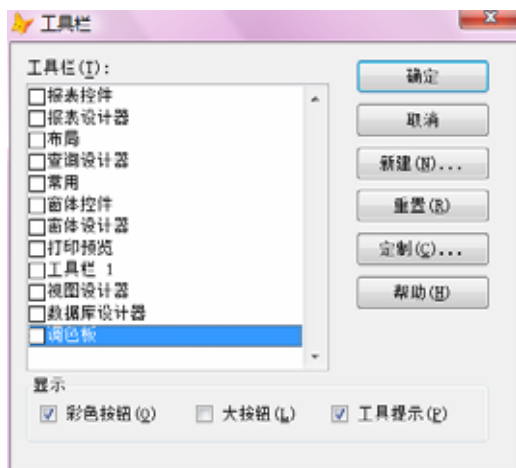 工具栏
工具栏(T):
报表控件
报表设计器
布局
查询设计器
常用
窗体控件
窗体设计器
打印预览
工具栏 1
视图设计器
数据库设计器
调色板
确定
取消
新建(N)...
重置(R)
定制(C)...
帮助(H)
显示
彩色按钮(O) 大按钮(L) 工具提示(P)